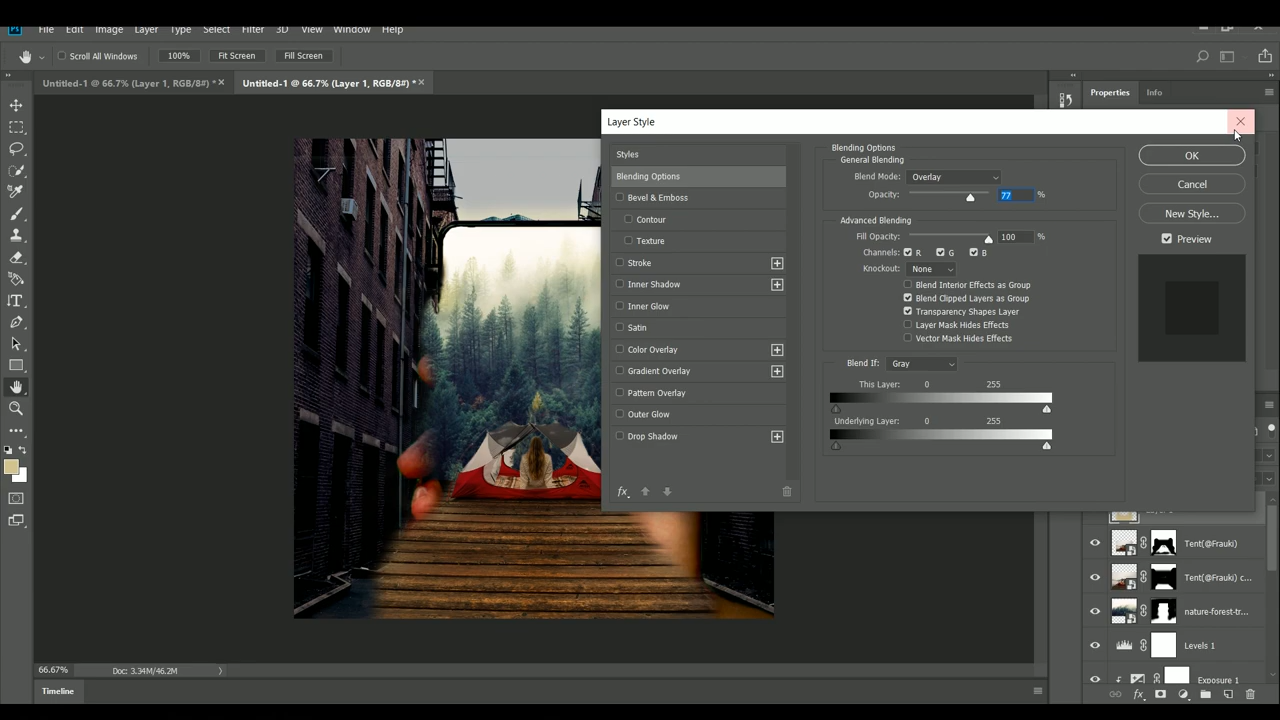 Ps File Edit Image Layer Type Select Filter 3D View Window Help
Scroll All Windows 100% Fit Screen Fill Screen
Untitled-1 @ 66.7% (Layer 1, RGB/8#) * × Untitled-1 @ 66.7% (Layer 1, RGB/8#) * ×
Properties Info
Layer Style
Styles
Blending Options
Bevel & Emboss
Contour
Texture
Stroke
Inner Shadow
Inner Glow
Satin
Color Overlay
Gradient Overlay
Pattern Overlay
Outer Glow
Drop Shadow
fx
Blending Options
General Blending
Blend Mode: Overlay
Opacity: 77 %
Advanced Blending
Fill Opacity: 100 %
Channels: R G B
Knockout: None
Blend Interior Effects as Group
Blend Clipped Layers as Group
Transparency Shapes Layer
Layer Mask Hides Effects
Vector Mask Hides Effects
Blend If: Gray
This Layer: 0 255
Underlying Layer: 0 255
OK
Cancel
New Style...
Preview
Tent(@Frauki)
Tent(@Frauki) c...
nature-forest-tr...
Levels 1
Exposure 1
fx
66.67% Doc: 3.34M/46.2M
Timeline